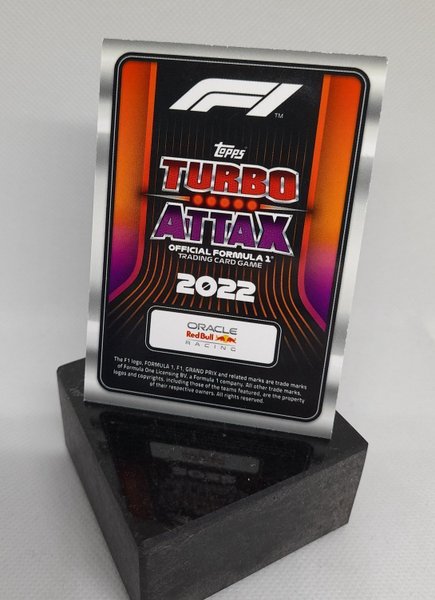 F1
TM
Topps
TURBO
ATTAX
OFFICIAL FORMULA 1®
TRADING CARD GAME
2022
ORACLE
Red Bull
RACING
The F1 logo, FORMULA 1, F1, GRAND PRIX and related marks are trade marks
of Formula One Licensing BV, a Formula 1 company. All other trade marks,
logos and copyrights, including those of the teams featured, are the property
of their respective owners. All rights reserved.